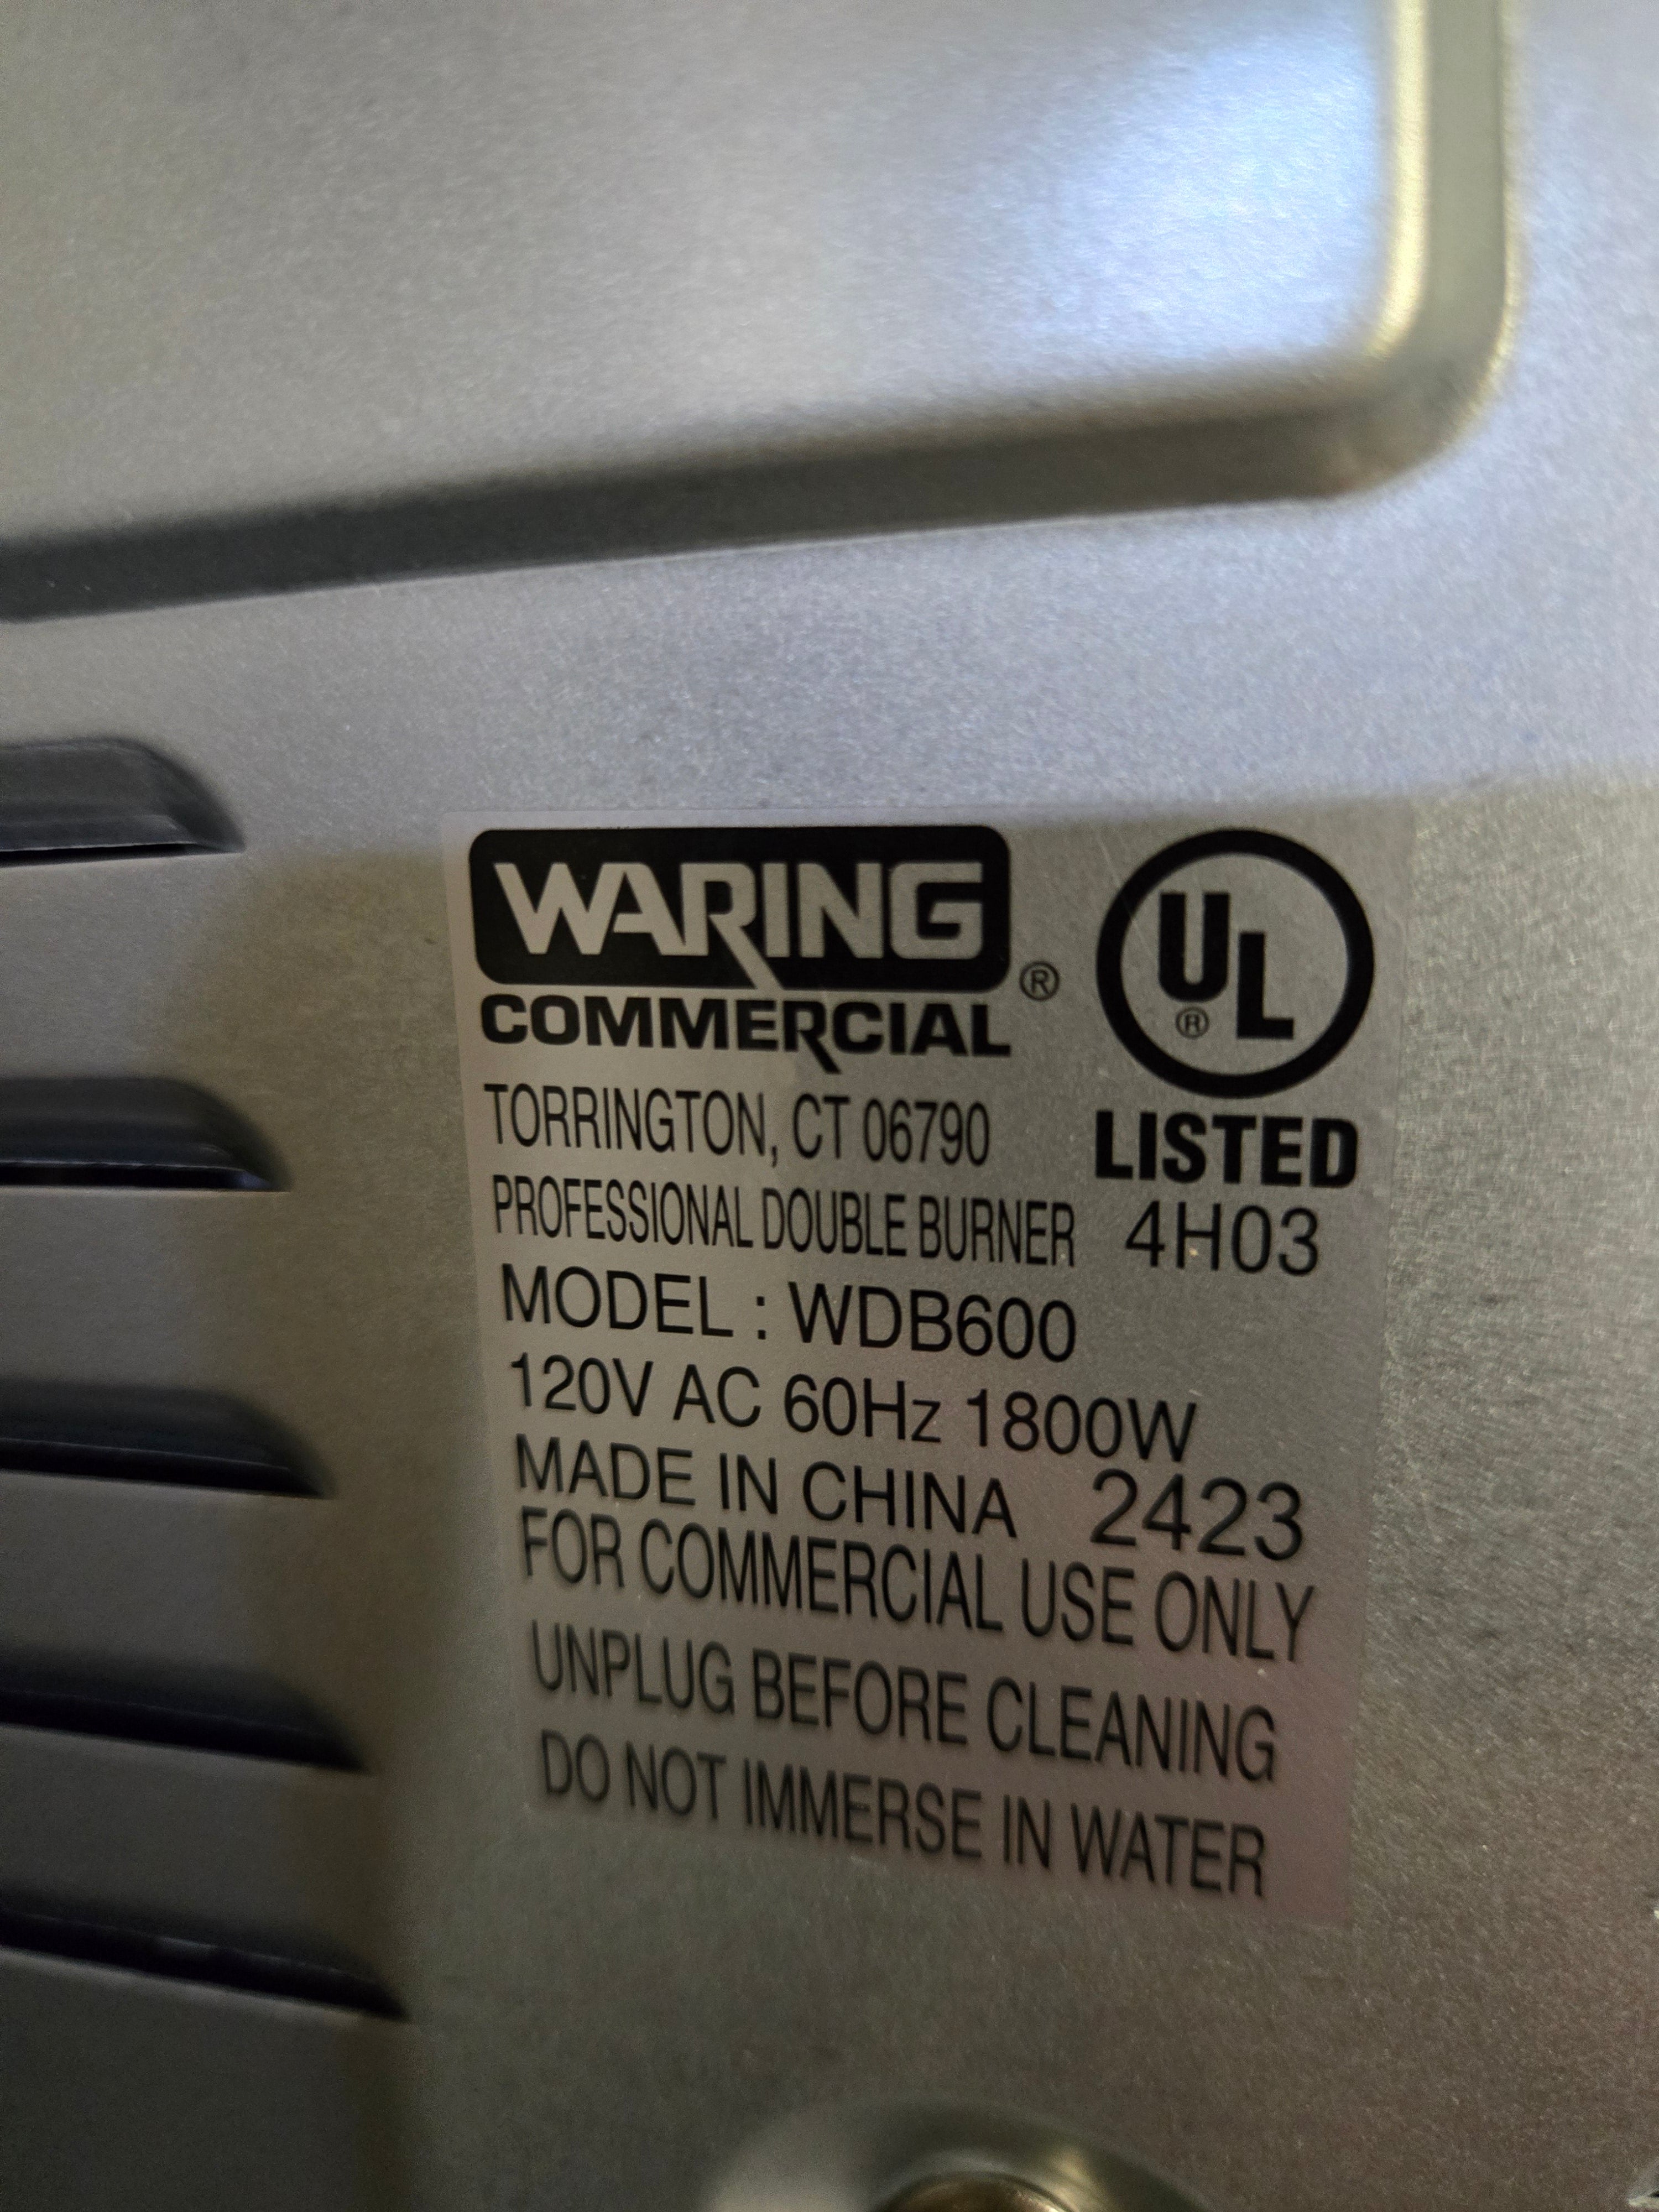 WARING®
COMMERCIAL
TORRINGTON, CT 06790
PROFESSIONAL DOUBLE BURNER
MODEL : WDB600
120V AC 60Hz 1800W
MADE IN CHINA 2423
FOR COMMERCIAL USE ONLY
UNPLUG BEFORE CLEANING
DO NOT IMMERSE IN WATER
UL®
LISTED
4H03